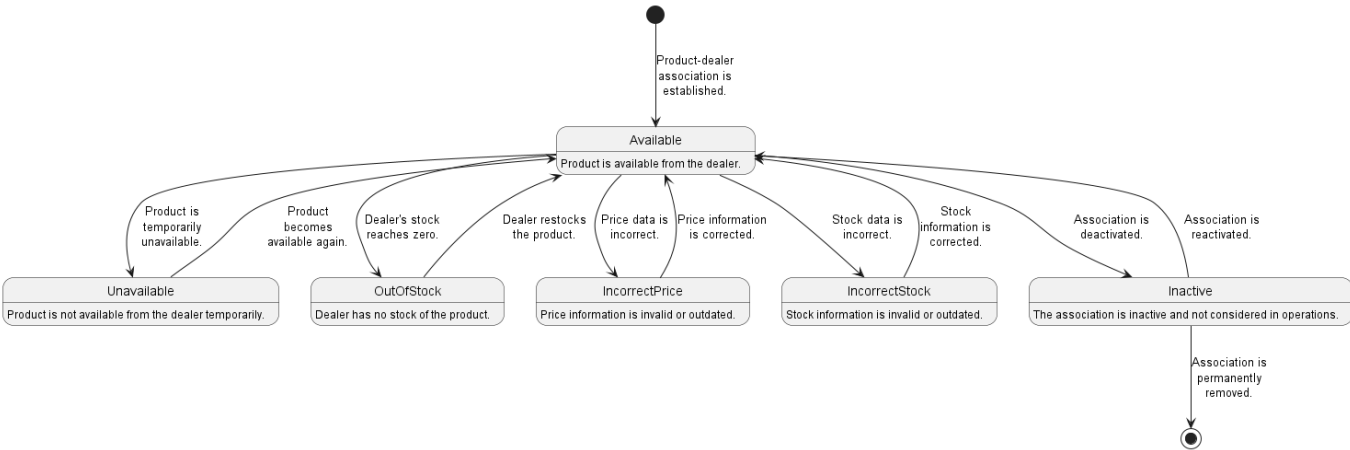 Product-dealer
association is
established.
Available
Product is available from the dealer.
Product is
temporarily
unavailable.
Product
becomes
available again.
Dealer's stock
reaches zero.
Dealer restocks
the product.
Price data is
incorrect.
Price information
is corrected.
Stock data is
incorrect.
Stock
information is
corrected.
Association is
deactivated.
Association is
reactivated.
Unavailable
Product is not available from the dealer temporarily.
OutOfStock
Dealer has no stock of the product.
IncorrectPrice
Price information is invalid or outdated.
IncorrectStock
Stock information is invalid or outdated.
Inactive
The association is inactive and not considered in operations.
Association is
permanently
removed.